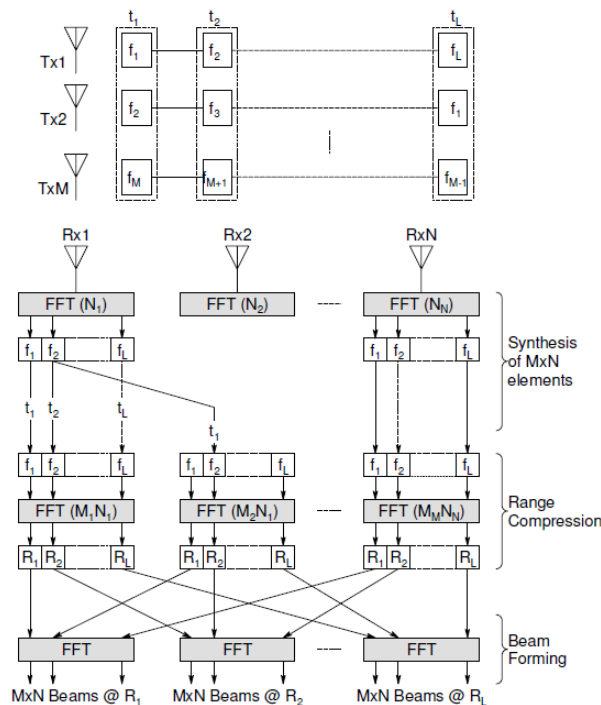 t1 t2 tL
Tx1 f1 f2 fL
Tx2 f2 f3 f1
TxM fM fM+1 fM-1
Rx1 Rx2 RxN
FFT (N1) FFT (N2) FFT (NN)
f1 f2 fL f1 f2 fL
Synthesis
of MxN
elements
t1 t2 tL t1
f1 f2 fL f1 f2 fL f1 f2 fL
FFT (M1N1) FFT (M2N1) FFT (MMNN)
Range
Compression
R1 R2 RL R1 R2 RL R1 R2 RL
FFT FFT FFT
Beam
Forming
MxN Beams @ R1 MxN Beams @ R2 MxN Beams @ RL